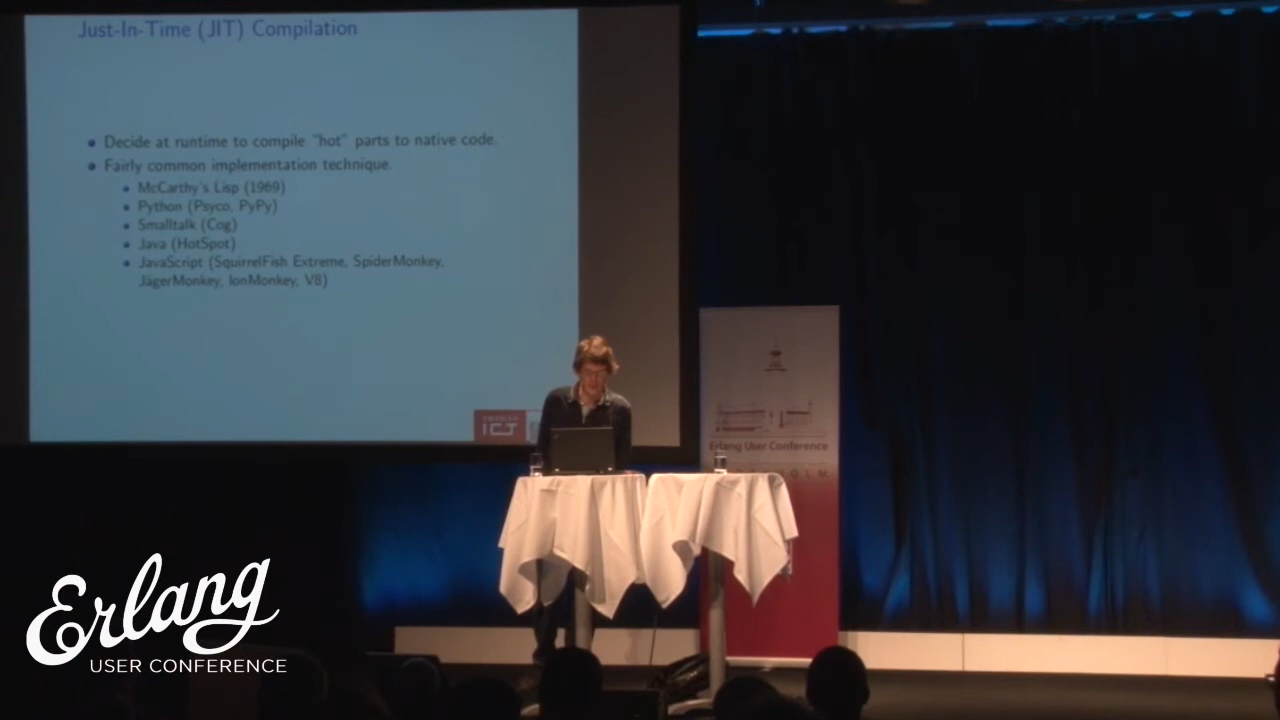 Just-In-Time (JIT) Compilation
Decide at runtime to compile "hot" parts to native code.
Fairly common implementation technique.
McCarthy's Lisp (1969)
Python (Psyco, PyPy)
Smalltalk (Cog)
Java (HotSpot)
JavaScript (SquirrelFish Extreme, SpiderMonkey,
JägerMonkey, IonMonkey, V8)
ICT
Erlang User Conference
Erlang
USER CONFERENCE